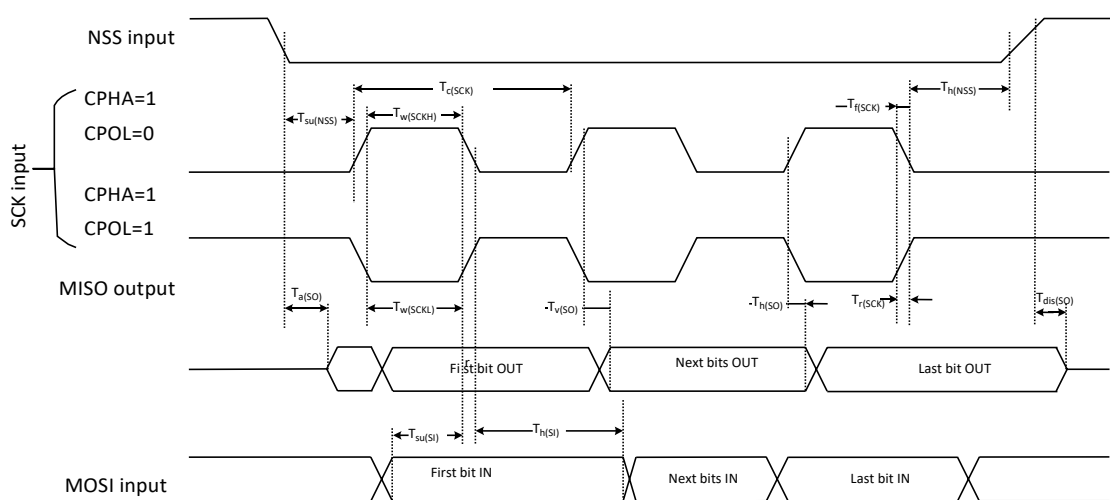 NSS input
CPHA=1
CPOL=0
CPHA=1
CPOL=1
SCK input
Tc(SCK)
Th(NSS)
Tsu(NSS)
Tw(SCKH)
Tf(SCK)
MISO output
Ta(SO)
Tw(SCKL)
Tv(SO)
Th(SO)
Tr(SCK)
Tdis(SO)
First bit OUT
Next bits OUT
Last bit OUT
Tsu(SI)
Th(SI)
MOSI input
First bit IN
Next bits IN
Last bit IN